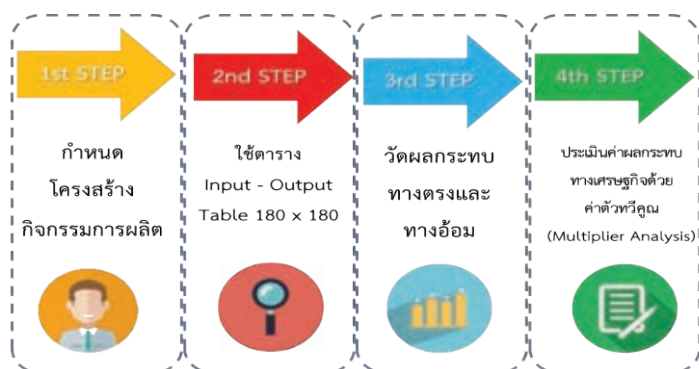 1st STEP
กำหนด
โครงสร้าง
กิจกรรมการผลิต
2nd STEP
ใช้ตาราง
Input - Output
Table 180 x 180
3rd STEP
วัดผลกระทบ
ทางตรงและ
ทางอ้อม
4th STEP
ประเมินค่าผลกระทบ
ทางเศรษฐกิจด้วย
ค่าตัวทวีคูณ
(Multiplier Analysis)